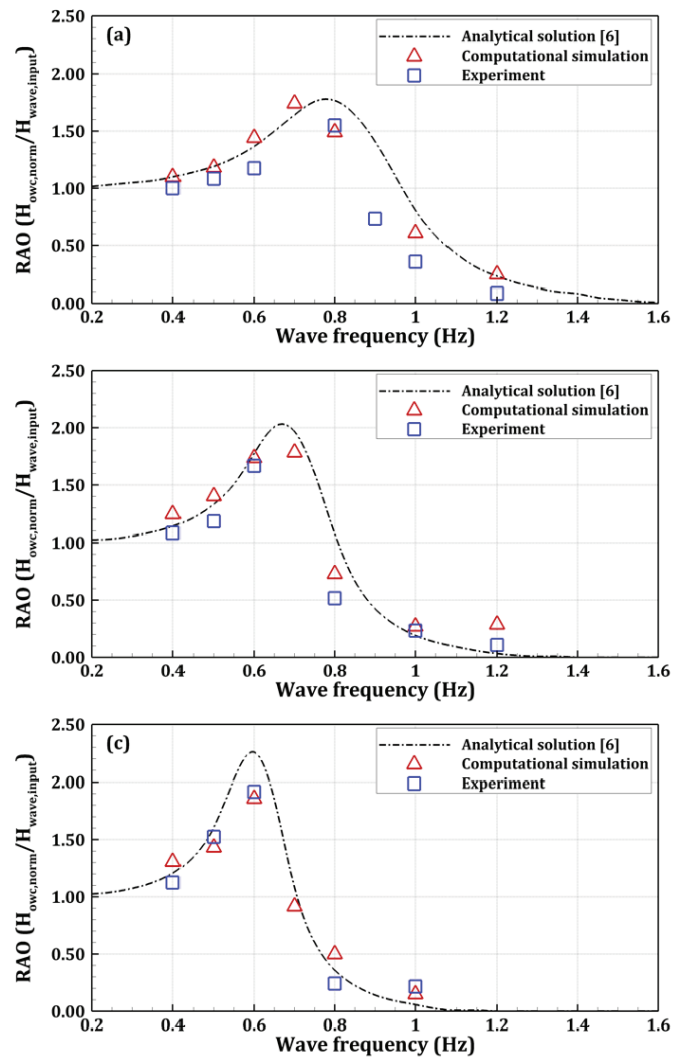 (a)
Analytical solution [6]
Computational simulation
Experiment
RAO (H_owc,norm/H_wave,input)
2.50
2.00
1.50
1.00
0.50
0.00
0.2 0.4 0.6 0.8 1 1.2 1.4 1.6
Wave frequency (Hz)
Analytical solution [6]
Computational simulation
Experiment
RAO (H_owc,norm/H_wave,input)
2.50
2.00
1.50
1.00
0.50
0.00
0.2 0.4 0.6 0.8 1 1.2 1.4 1.6
Wave frequency (Hz)
(c)
Analytical solution [6]
Computational simulation
Experiment
RAO (H_owc,norm/H_wave,input)
2.50
2.00
1.50
1.00
0.50
0.00
0.2 0.4 0.6 0.8 1 1.2 1.4 1.6
Wave frequency (Hz)